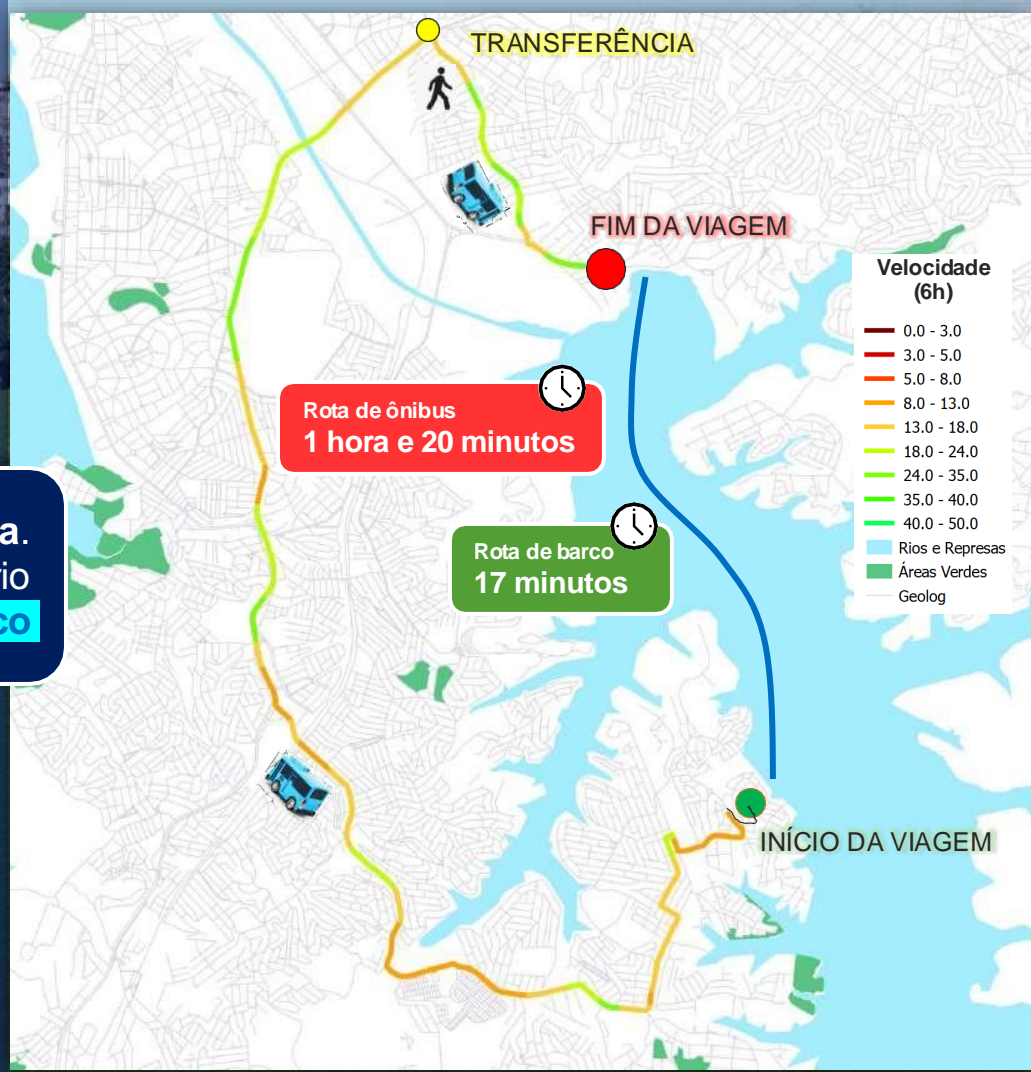 TRANSFERÊNCIA
FIM DA VIAGEM
Velocidade
(6h)
0.0 - 3.0
3.0 - 5.0
5.0 - 8.0
8.0 - 13.0
13.0 - 18.0
18.0 - 24.0
24.0 - 35.0
35.0 - 40.0
40.0 - 50.0
Rios e Represas
Áreas Verdes
Geolog
Rota de ônibus
1 hora e 20 minutos
Rota de barco
17 minutos
INÍCIO DA VIAGEM